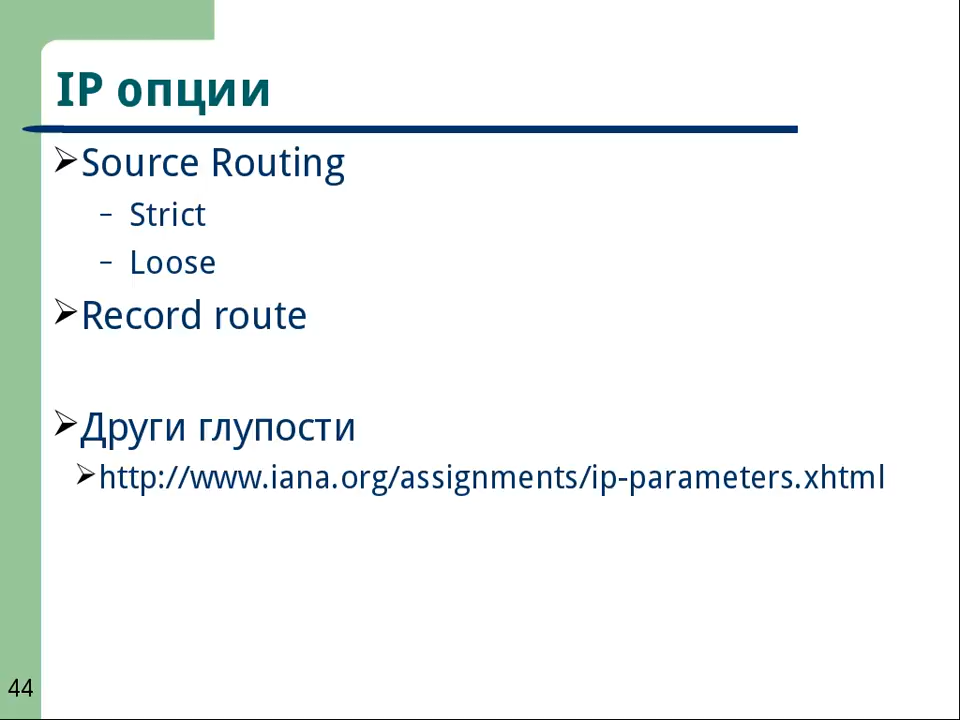 IP опции
Source Routing
– Strict
– Loose
Record route
Други глупости
http://www.iana.org/assignments/ip-parameters.xhtml
44